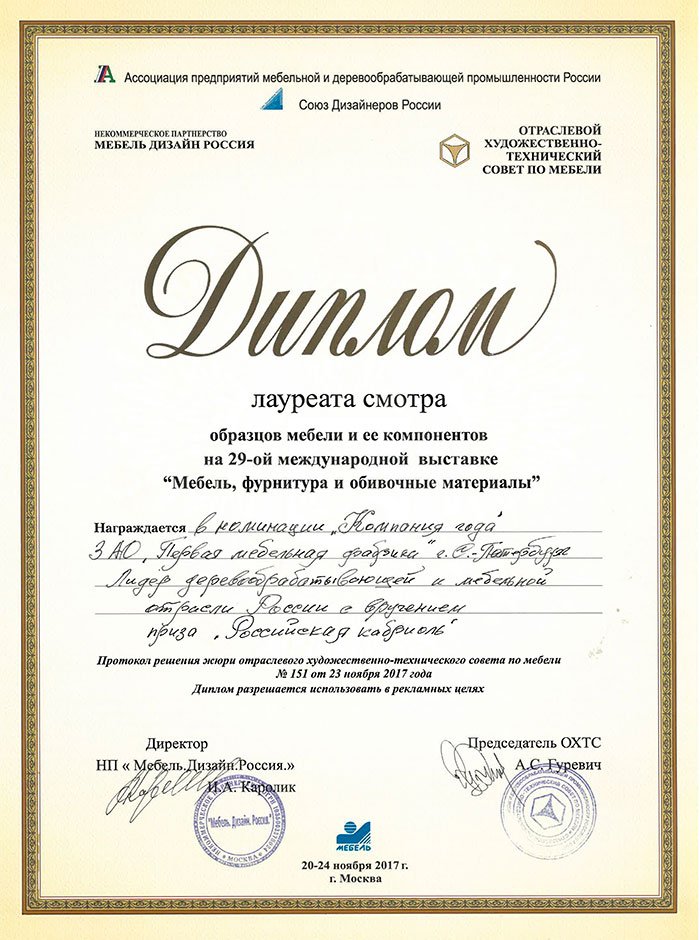 Ассоциация предприятий мебельной и деревообрабатывающей промышленности России
Союз Дизайнеров России
НЕКОММЕРЧЕСКОЕ ПАРТНЕРСТВО
МЕБЕЛЬ ДИЗАЙН РОССИЯ
ОТРАСЛЕВОЙ
ХУДОЖЕСТВЕННО-
ТЕХНИЧЕСКИЙ
СОВЕТ ПО МЕБЕЛИ
Диплом
лауреата смотра
образцов мебели и ее компонентов
на 29-ой международной выставке
“Мебель, фурнитура и обивочные материалы”
Награждается в номинации „Компания года“
ЗАО „Первая мебельная фабрика“ г. С.-Петербург
Лидер деревообрабатывающей и мебельной
отрасли России с вручением
приза „Российская кабриоль“
Протокол решения жюри отраслевого художественно-технического совета по мебели
№ 151 от 23 ноября 2017 года
Диплом разрешается использовать в рекламных целях
Директор
НП « Мебель.Дизайн.Россия.»
И.А. Каролик
Председатель ОХТС
А.С. Гуревич
"Мебель. Дизайн. Россия."
МОСКВА
МЕБЕЛЬ
20-24 ноября 2017 г.
г. Москва